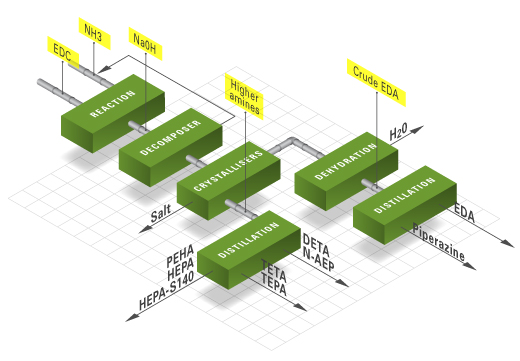 NH3
EDC
NaOH
Higher
amines
Crude EDA
REACTION
DECOMPOSER
CRYSTALLISERS
DEHYDRATION
H20
DISTILLATION
EDA
Piperazine
Salt
DISTILLATION
DETA
N-AEP
PEHA
HEPA
HEPA-S140
TETA
TEPA